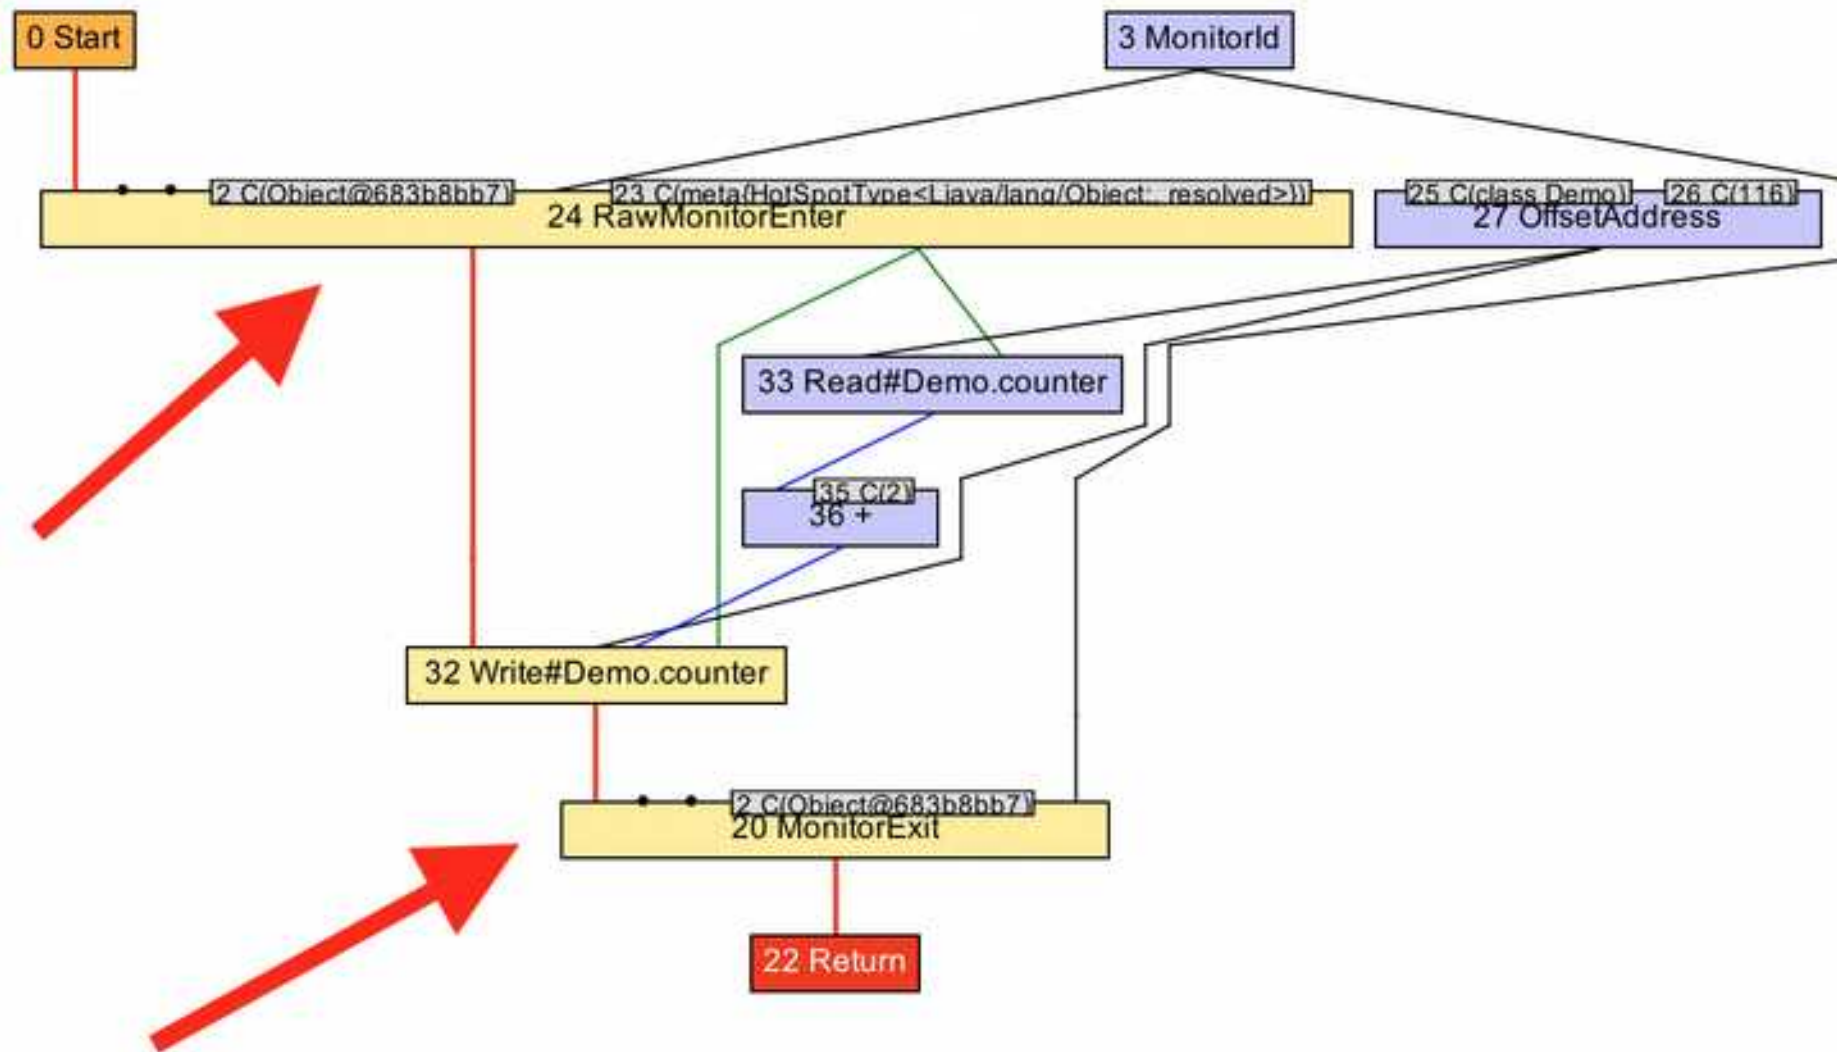 0 Start
3 MonitorId
2 C(Object@683b8bb7)
23 C(meta{HotSpotType<Ljava/lang/Object;, resolved>})
24 RawMonitorEnter
25 C(class Demo)
26 C(116)
27 OffsetAddress
33 Read#Demo.counter
35 C(2)
36 +
32 Write#Demo.counter
2 C(Object@683b8bb7)
20 MonitorExit
22 Return